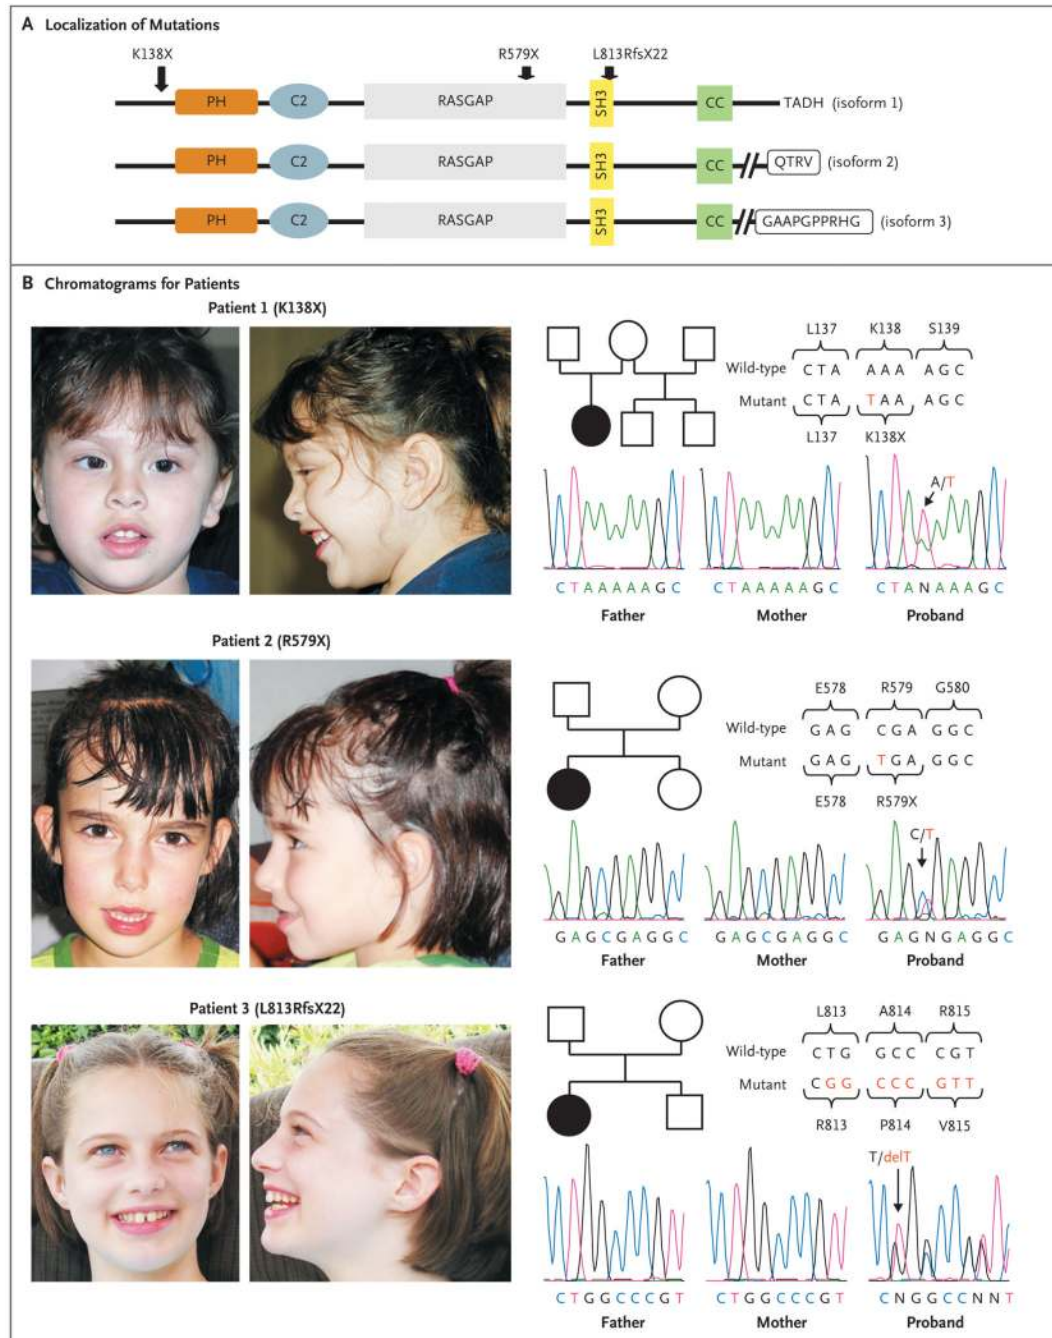 A Localization of Mutations
K138X
R579X
L813RfsX22
PH
C2
RASGAP
SH3
CC
TADH (isoform 1)
PH
C2
RASGAP
SH3
CC
QTRV
(isoform 2)
PH
C2
RASGAP
SH3
CC
GAAPGPPRHG
(isoform 3)
B Chromatograms for Patients
Patient 1 (K138X)
L137 K138 S139
Wild-type CTA AAA AGC
Mutant CTA TAA AGC
L137 K138X
A/T
CTAAAAAGC
CTAAAAAGC
CTANAAAGC
Father
Mother
Proband
Patient 2 (R579X)
E578 R579 G580
Wild-type GAG CGA GGC
Mutant GAG TGA GGC
E578 R579X
C/T
GAGCGAGGC
GAGCGAGGC
GAGNGAGGC
Father
Mother
Proband
Patient 3 (L813RfsX22)
L813 A814 R815
Wild-type CTG GCC CGT
Mutant CGG CCC GTT
R813 P814 V815
T/delT
CTGGCCCGT
CTGGCCCGT
CNGGCCNNT
Father
Mother
Proband